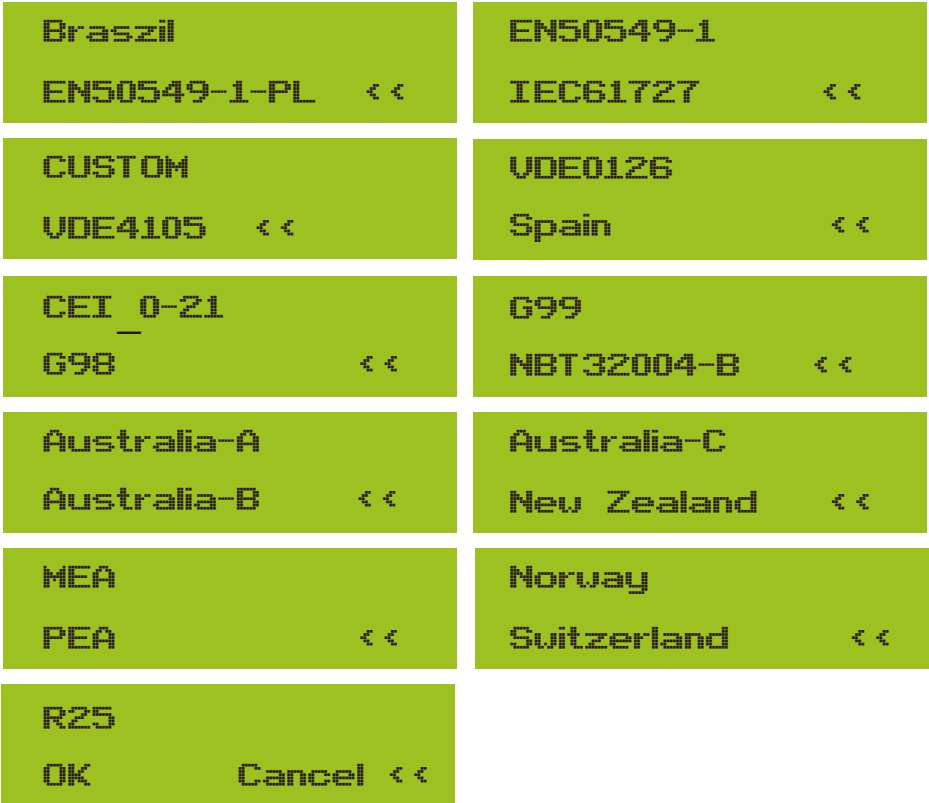 Braszil
EN50549-1-PL <<
EN50549-1
IEC61727 <<
CUSTOM
VDE4105 <<
VDE0126
Spain <<
CEI_0-21
G98 <<
G99
NBT32004-B <<
Australia-A
Australia-B <<
Australia-C
New Zealand <<
MEA
PEA <<
Norway
Switzerland <<
R25
OK Cancel <<